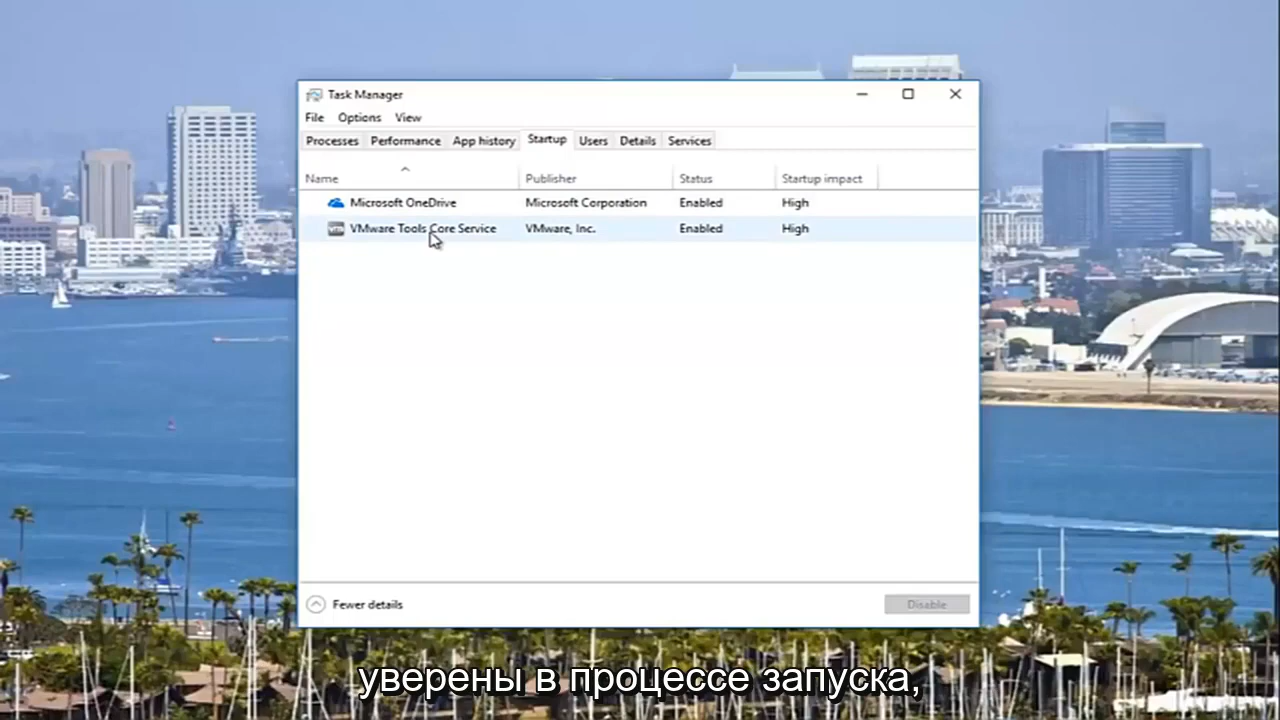 Task Manager
File Options View
Processes Performance App history Startup Users Details Services
Name Publisher Status Startup impact
Microsoft OneDrive Microsoft Corporation Enabled High
VMware Tools Core Service VMware, Inc. Enabled High
Fewer details Disable
уверены в процессе запуска,